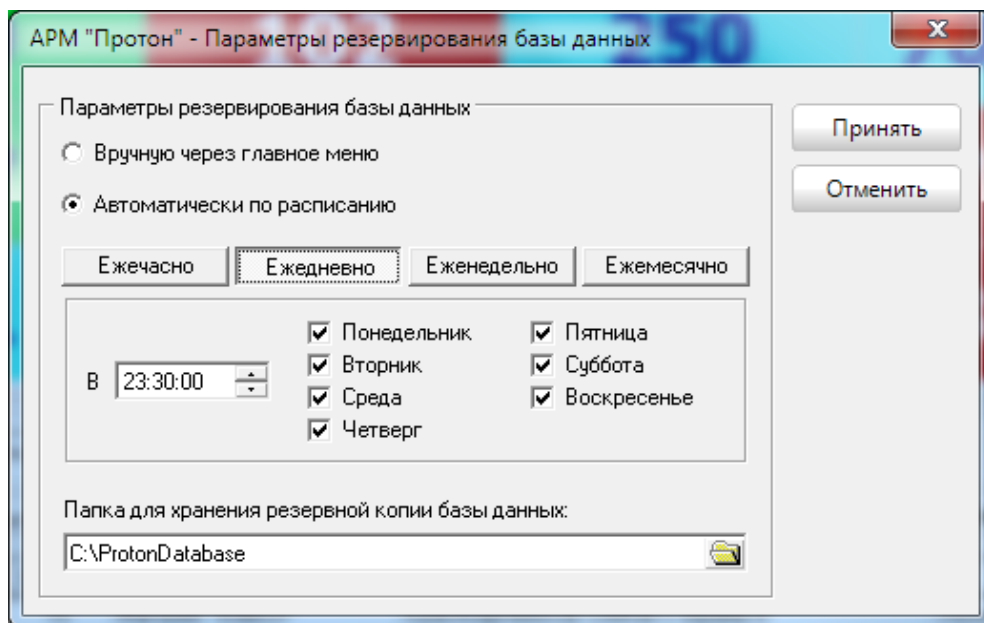 АРМ "Протон" - Параметры резервирования базы данных
102 250
Параметры резервирования базы данных
Принять
Вручную через главное меню
Отменить
Автоматически по расписанию
Ежечасно Ежедневно Еженедельно Ежемесячно
Понедельник Пятница
В 23:30:00 Вторник Суббота
Среда Воскресенье
Четверг
Папка для хранения резервной копии базы данных:
C:\ProtonDatabase